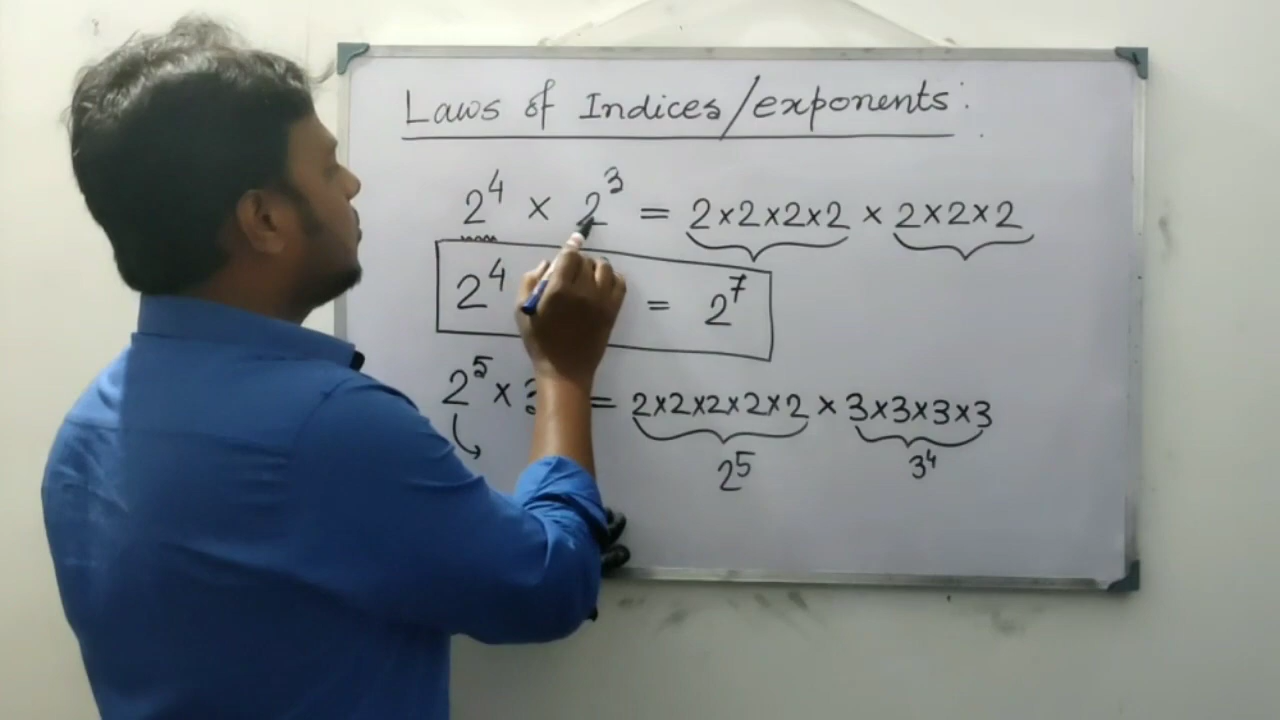 Laws of Indices/exponents:
2⁴ × 2³ = 2×2×2×2 × 2×2×2
2⁴ = 2⁷
2⁵ × 3 = 2×2×2×2×2 × 3×3×3×3
2⁵ 3⁴